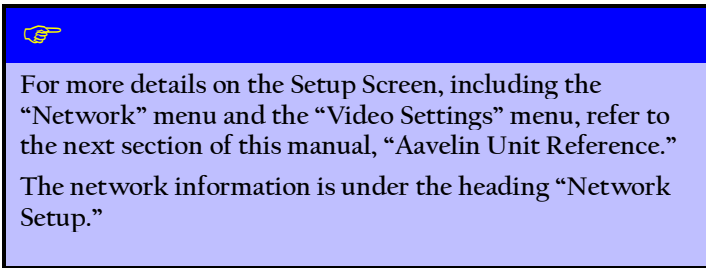 For more details on the Setup Screen, including the
“Network” menu and the “Video Settings” menu, refer to
the next section of this manual, “Aavelin Unit Reference.”
The network information is under the heading “Network
Setup.”